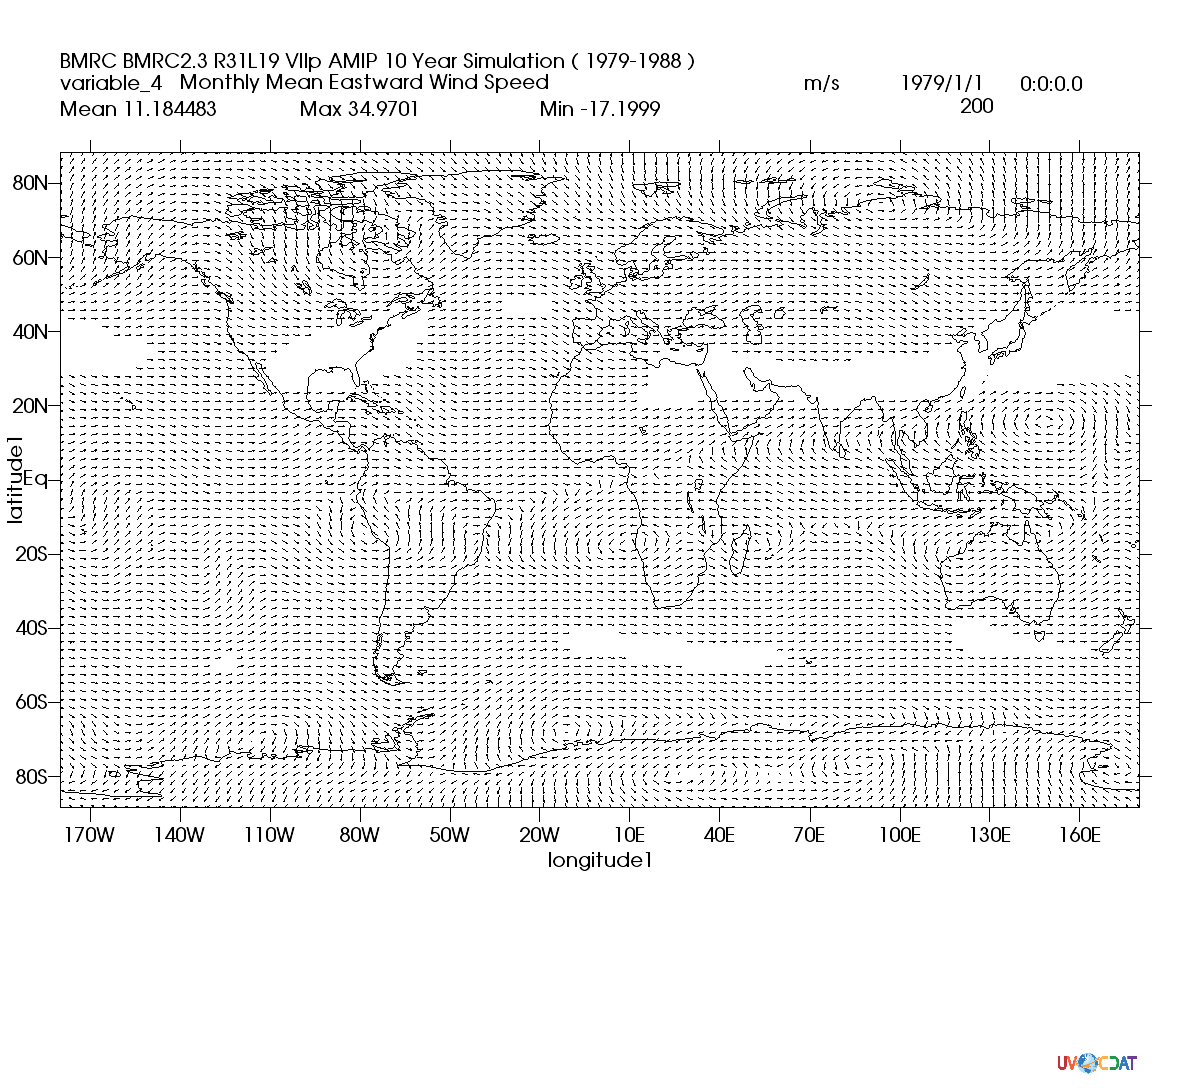 BMRC BMRC2.3 R31L19 VIIp AMIP 10 Year Simulation ( 1979-1988 )
variable_4 Monthly Mean Eastward Wind Speed m/s 1979/1/1 0:0:0.0
Mean 11.184483 Max 34.9701 Min -17.1999 200
80N
60N
40N
20N
Eq
20S
40S
60S
80S
latitude1
170W 140W 110W 80W 50W 20W 10E 40E 70E 100E 130E 160E
longitude1
UV CDAT